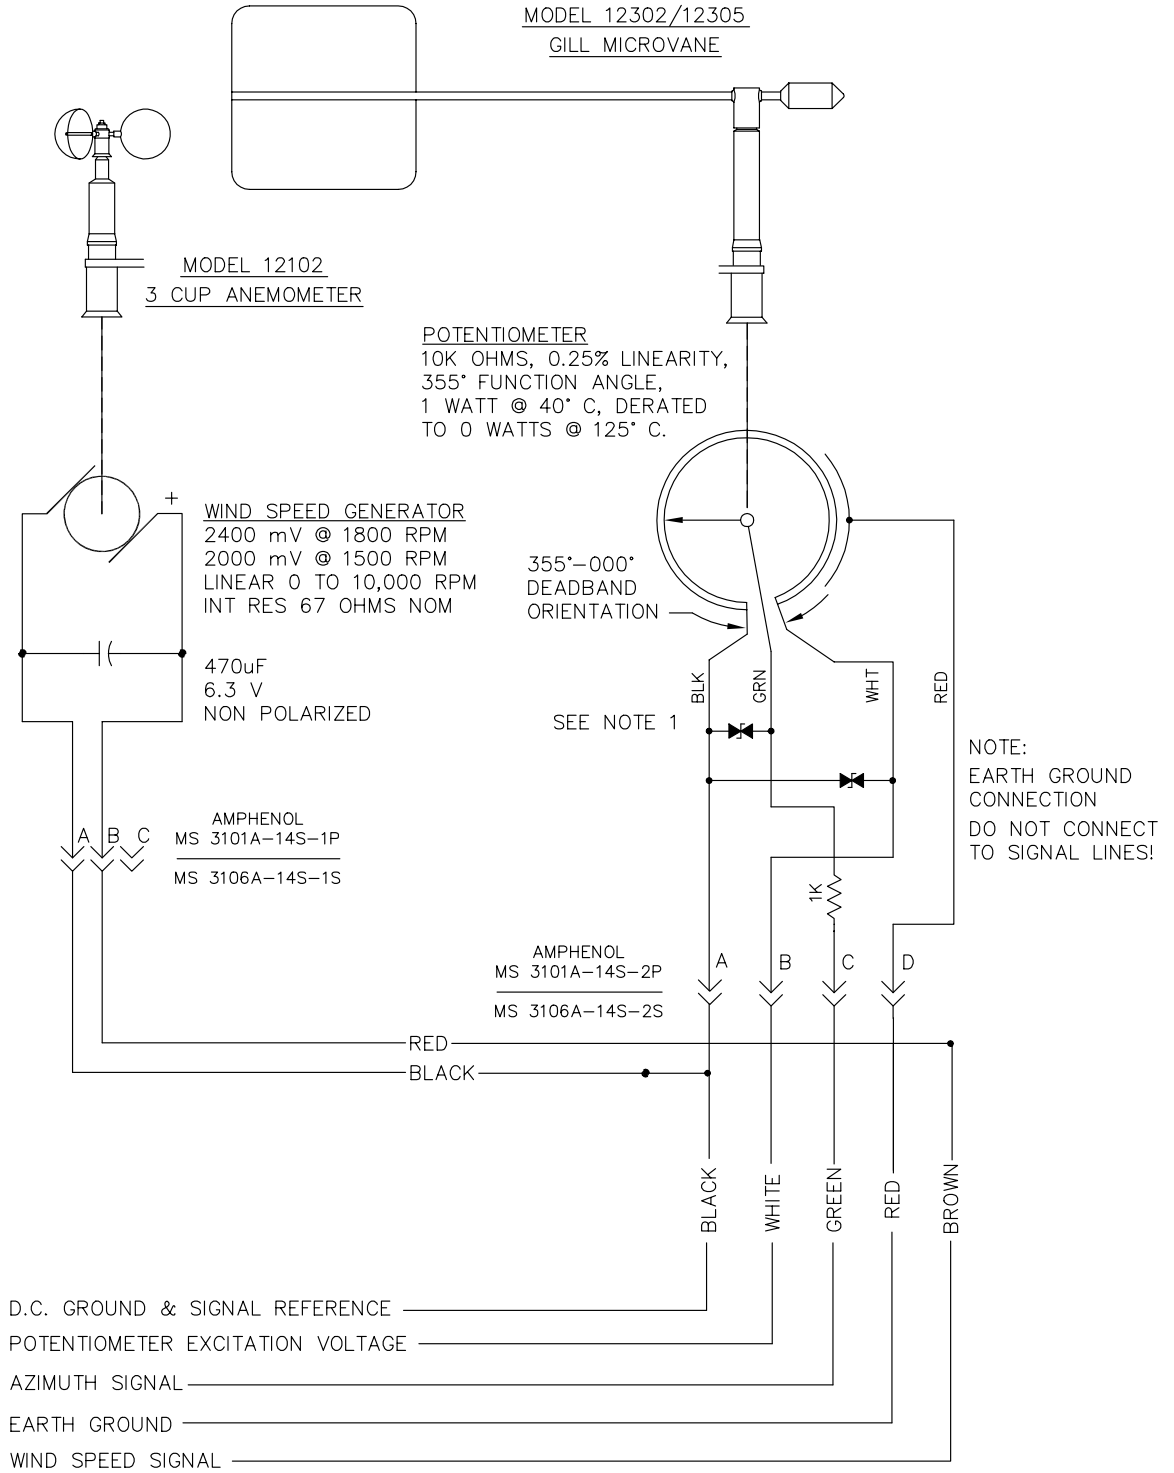 MODEL 12302/12305
GILL MICROVANE
MODEL 12102
3 CUP ANEMOMETER
POTENTIOMETER
10K OHMS, 0.25% LINEARITY,
355° FUNCTION ANGLE,
1 WATT @ 40° C, DERATED
TO 0 WATTS @ 125° C.
+
WIND SPEED GENERATOR
2400 mV @ 1800 RPM
2000 mV @ 1500 RPM
LINEAR 0 TO 10,000 RPM
INT RES 67 OHMS NOM
355°-000°
DEADBAND
ORIENTATION
470uF
6.3 V
NON POLARIZED
BLK
GRN
WHT
RED
SEE NOTE 1
NOTE:
EARTH GROUND
CONNECTION
DO NOT CONNECT
TO SIGNAL LINES!
A B C
AMPHENOL
MS 3101A-14S-1P
MS 3106A-14S-1S
1K
AMPHENOL
MS 3101A-14S-2P
MS 3106A-14S-2S
A B C D
RED
BLACK
BLACK
WHITE
GREEN
RED
BROWN
D.C. GROUND & SIGNAL REFERENCE
POTENTIOMETER EXCITATION VOLTAGE
AZIMUTH SIGNAL
EARTH GROUND
WIND SPEED SIGNAL